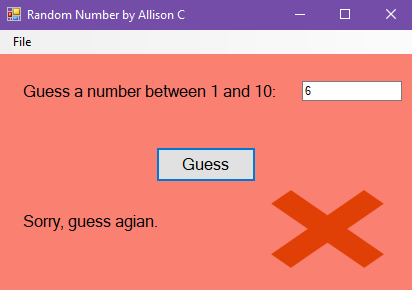 Random Number by Allison C
File
Guess a number between 1 and 10: 6
Guess
Sorry, guess agian.